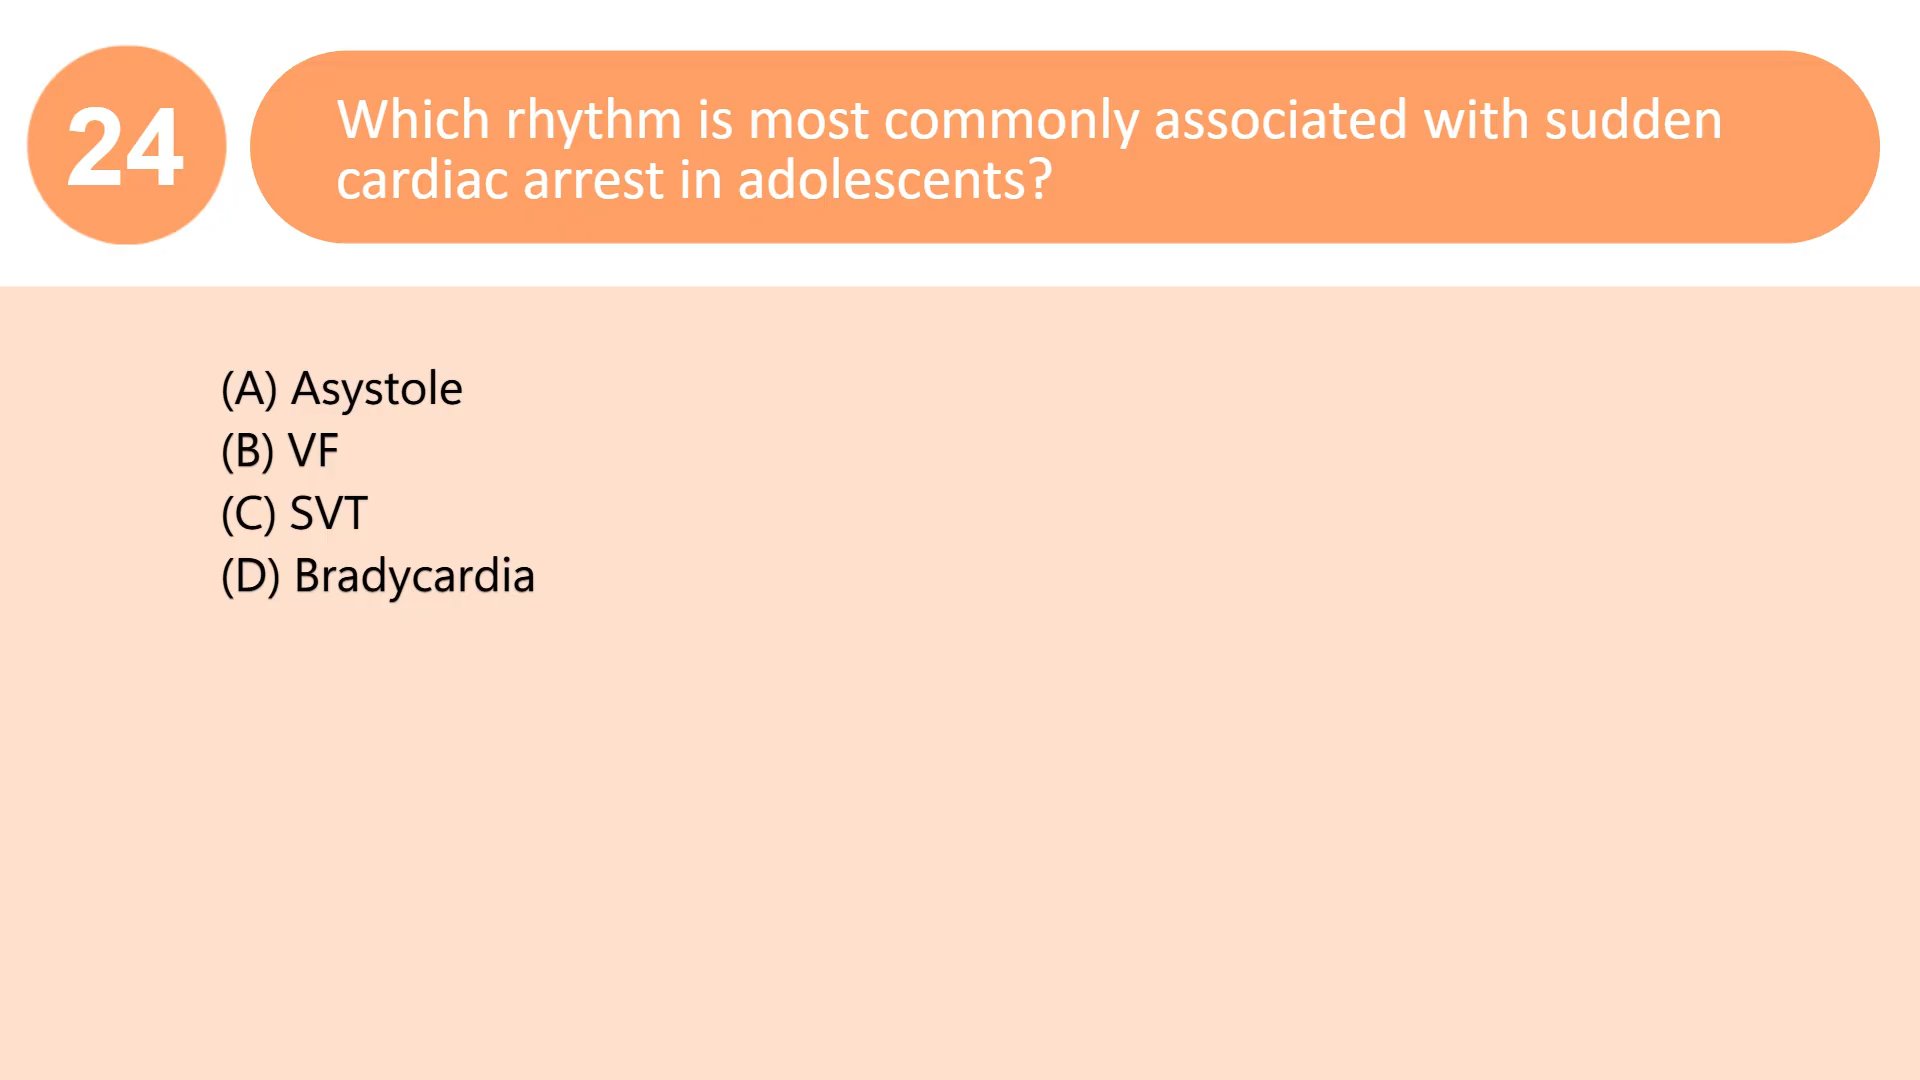 24
Which rhythm is most commonly associated with sudden
cardiac arrest in adolescents?
(A) Asystole
(B) VF
(C) SVT
(D) Bradycardia